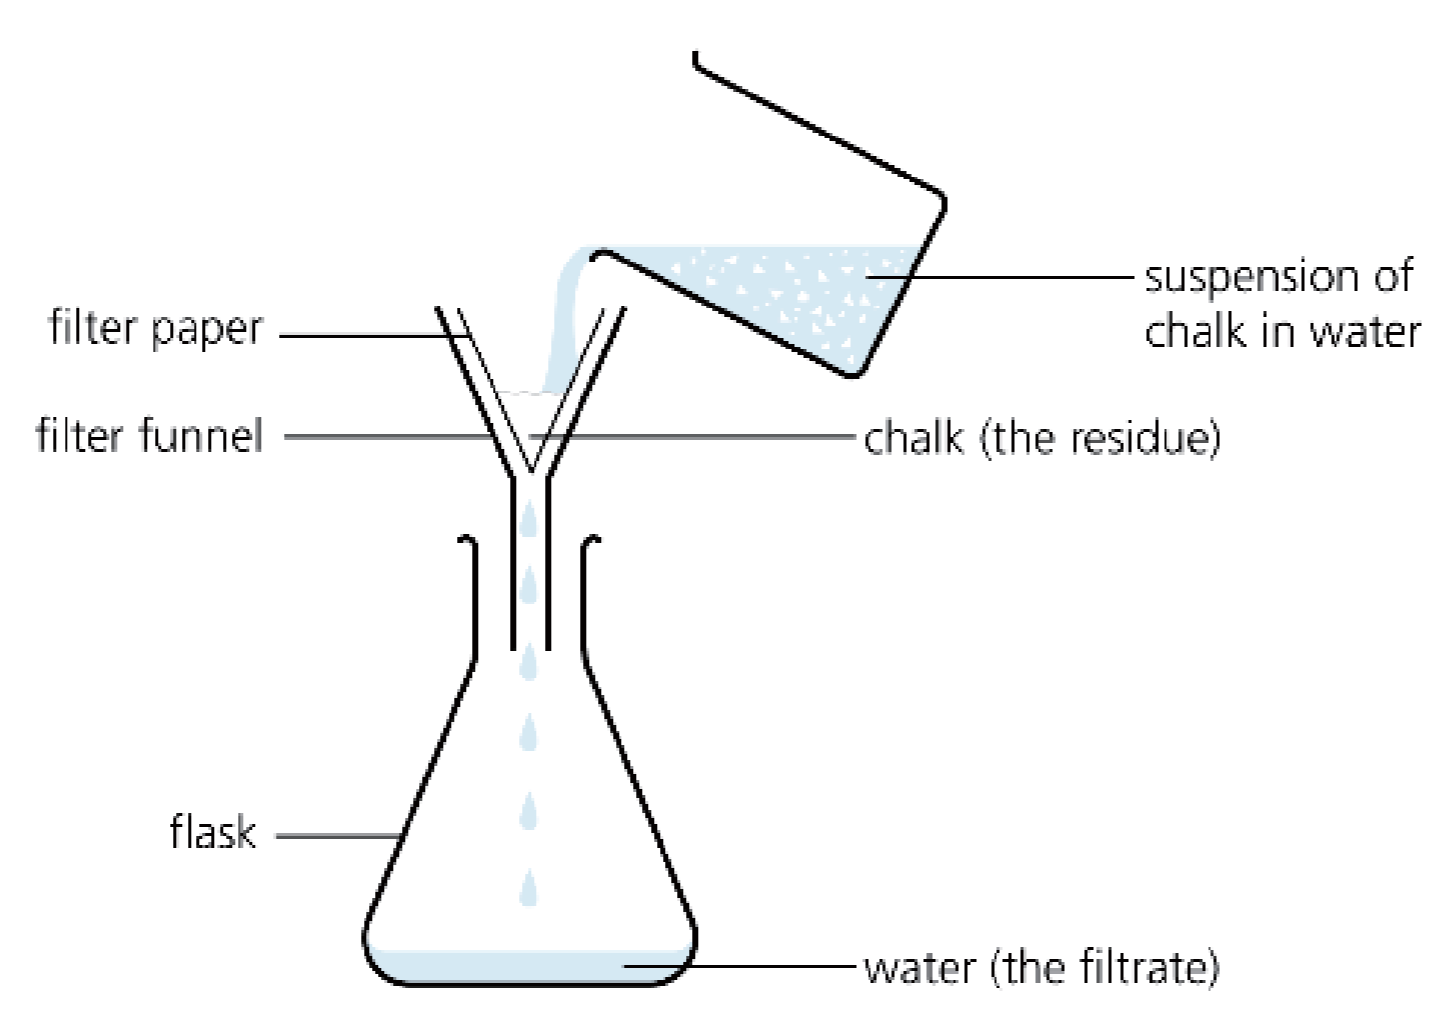 suspension of
chalk in water
filter paper
filter funnel
chalk (the residue)
flask
water (the filtrate)